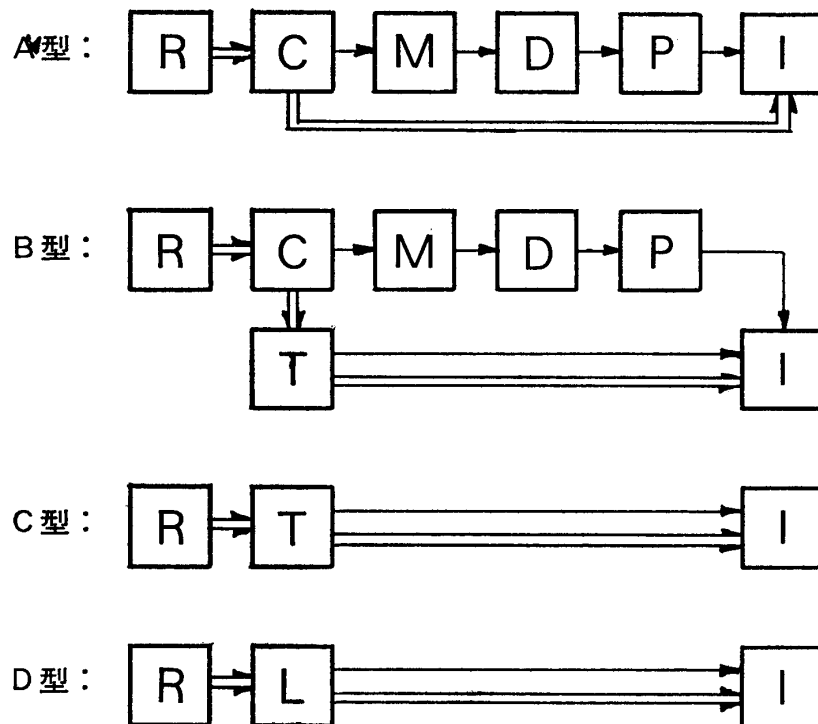 A型： R C M D P I
B型： R C M D P
T I
C型： R T I
D型： R L I